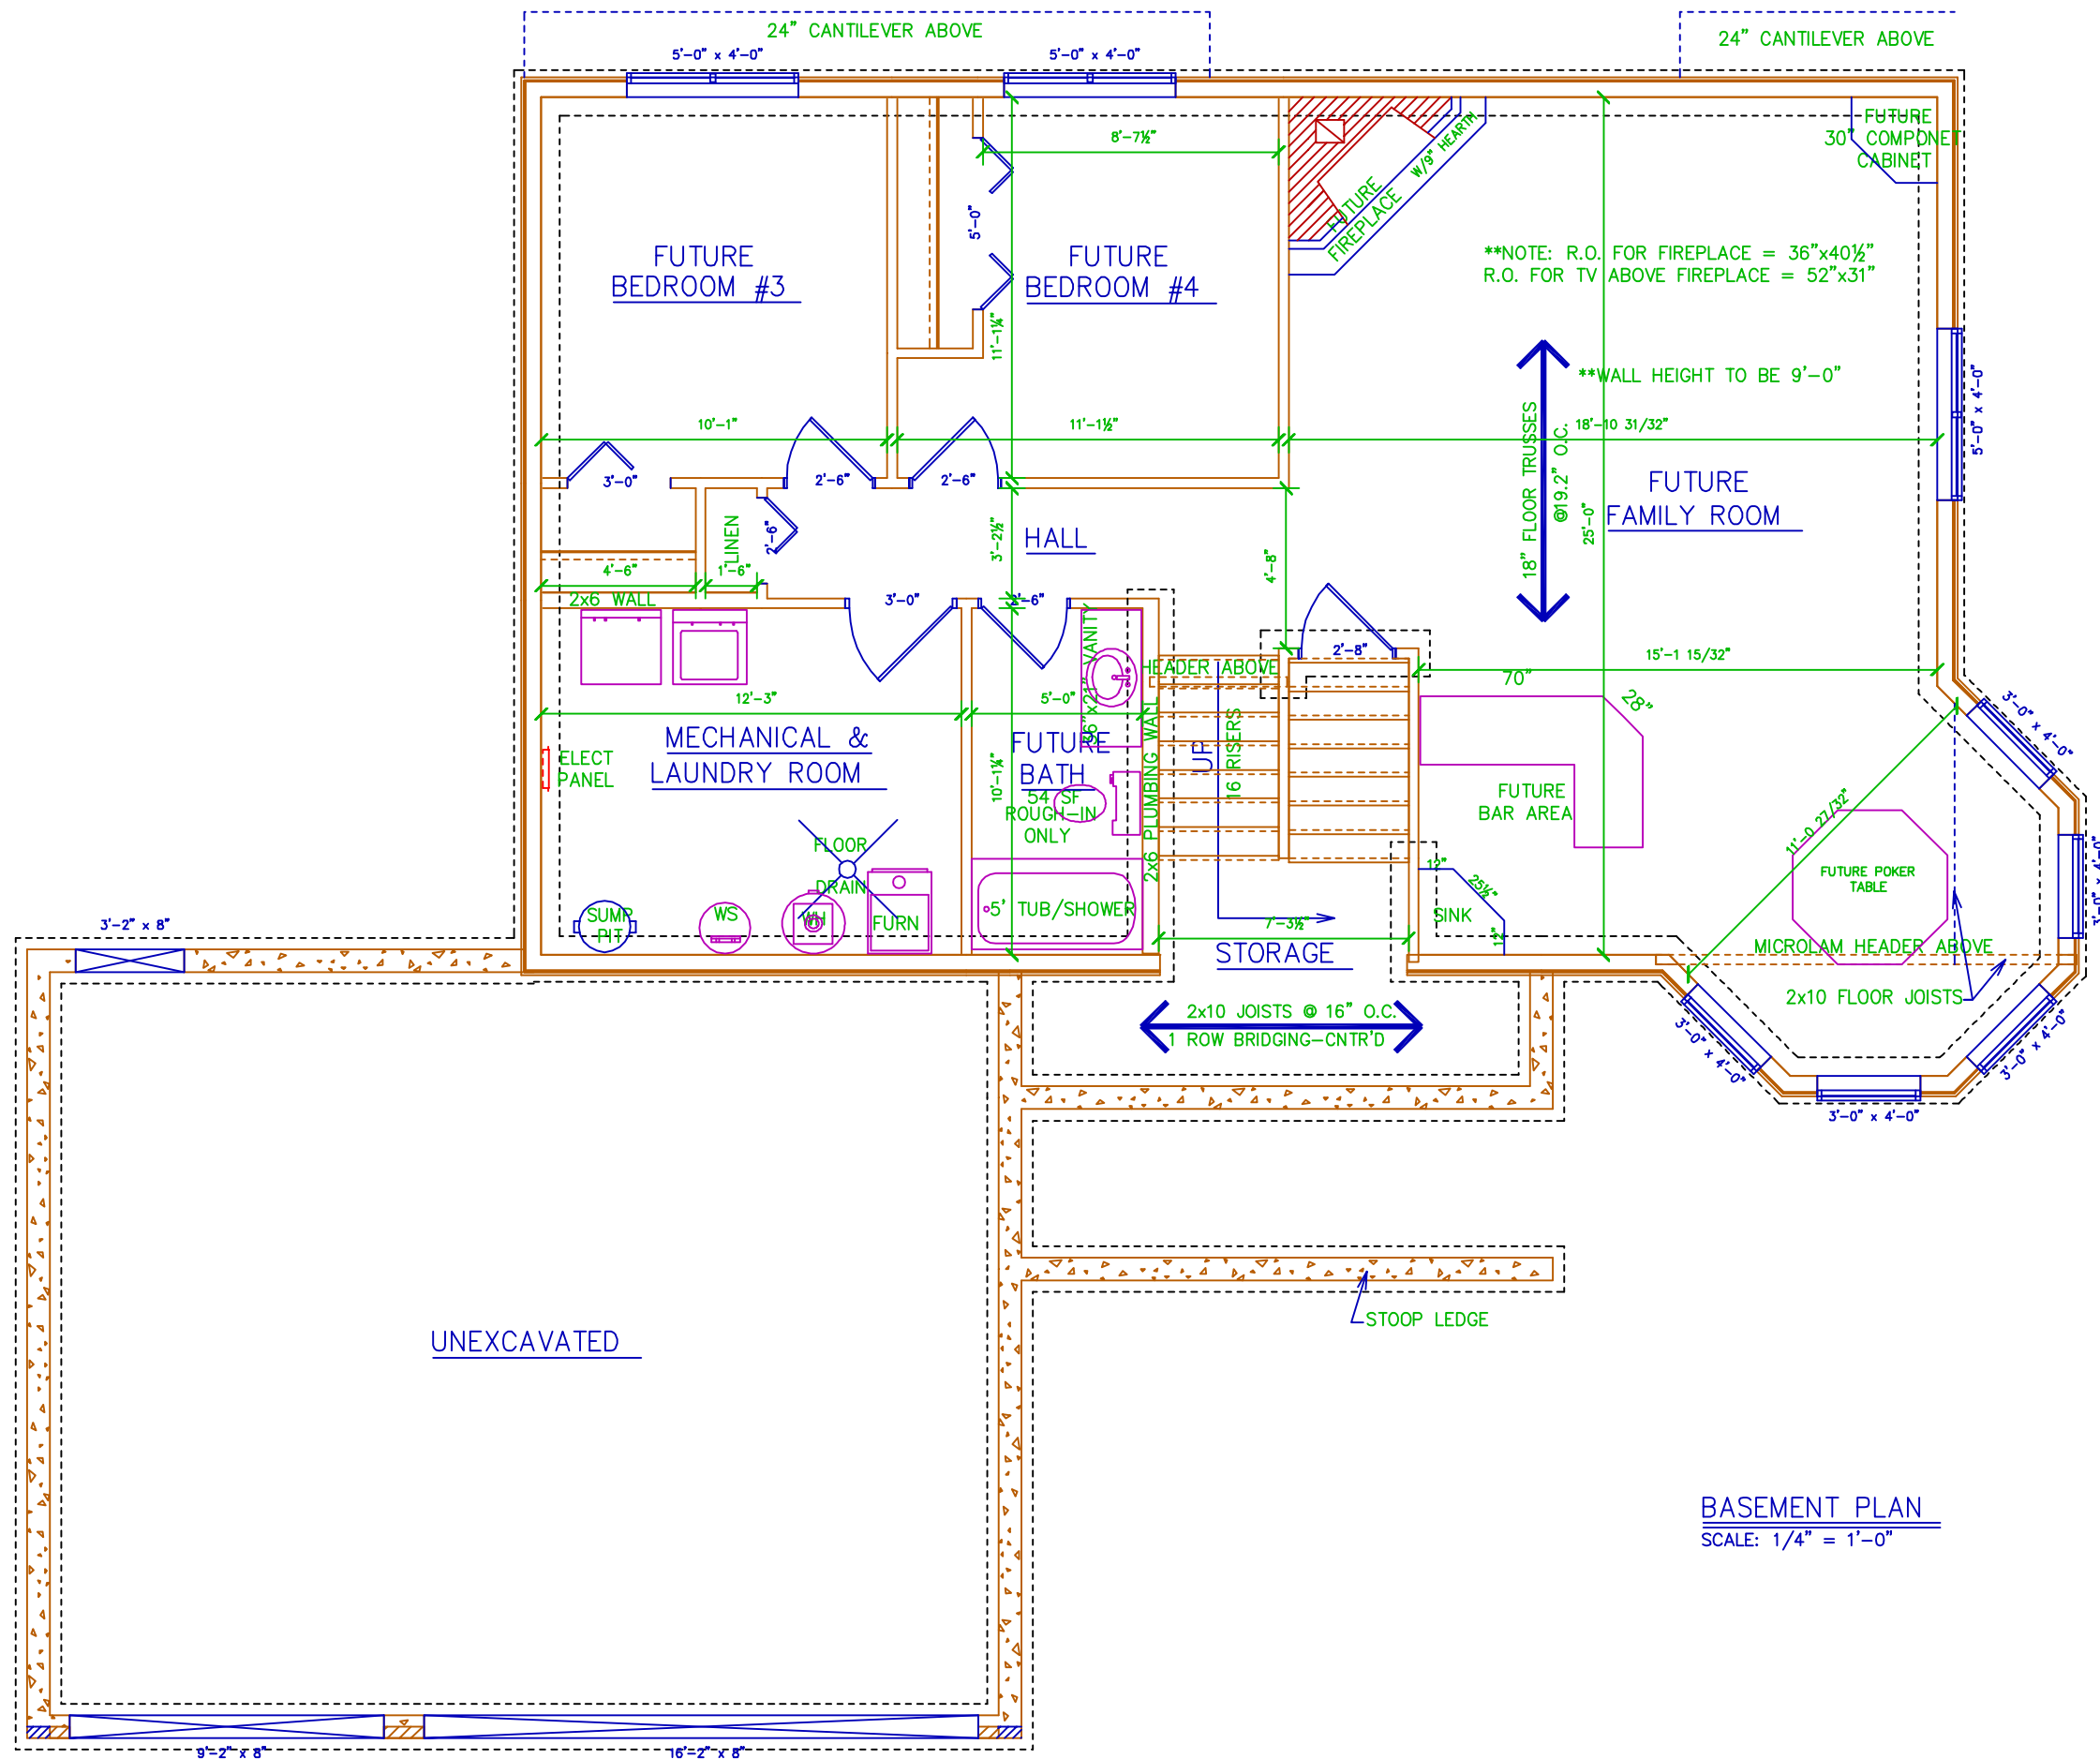 24" CANTILEVER ABOVE
24" CANTILEVER ABOVE
5'-0" x 4'-0"
5'-0" x 4'-0"
FUTURE
30" COMPONET
CABINET
8'-7½"
W/9" HEARTH
FUTURE
FIREPLACE
5'-0"
FUTURE
BEDROOM #3
FUTURE
BEDROOM #4
**NOTE: R.O. FOR FIREPLACE = 36"x40½"
R.O. FOR TV ABOVE FIREPLACE = 52"x31"
11'-1¼"
**WALL HEIGHT TO BE 9'-0"
5'-0" x 4'-0"
10'-1"
11'-1½"
18'-10 31/32"
18" FLOOR TRUSSES
@19.2" O.C.
25'-0"
3'-0"
2'-6"
2'-6"
FUTURE
FAMILY ROOM
LINEN
2'-6"
HALL
3'-2½"
4'-8"
4'-6"
1'-6"
2x6 WALL
3'-0"
2'-6"
2'-8"
15'-1 15/32"
HEADER ABOVE
36"x21" VANITY
70"
28"
3'-0" x 4'-0"
12'-3"
5'-0"
MECHANICAL &
LAUNDRY ROOM
FUTURE
BATH
54 SF
ROUGH-IN
ONLY
10'-1¼"
2x6 PLUMBING WALL
UP
16 RISERS
ELECT
PANEL
FUTURE
BAR AREA
11'-0 27/32"
FUTURE POKER
TABLE
3'-0" x 4'-0"
FLOOR
DRAIN
12"
25½"
12"
SINK
SUMP
PIT
WS
WH
FURN
5' TUB/SHOWER
7'-3½"
STORAGE
MICROLAM HEADER ABOVE
2x10 FLOOR JOISTS
3'-2" x 8"
2x10 JOISTS @ 16" O.C.
1 ROW BRIDGING-CNTR'D
3'-0" x 4'-0"
3'-0" x 4'-0"
3'-0" x 4'-0"
STOOP LEDGE
UNEXCAVATED
BASEMENT PLAN
SCALE: 1/4" = 1'-0"
9'-2" x 8"
16'-2" x 8"